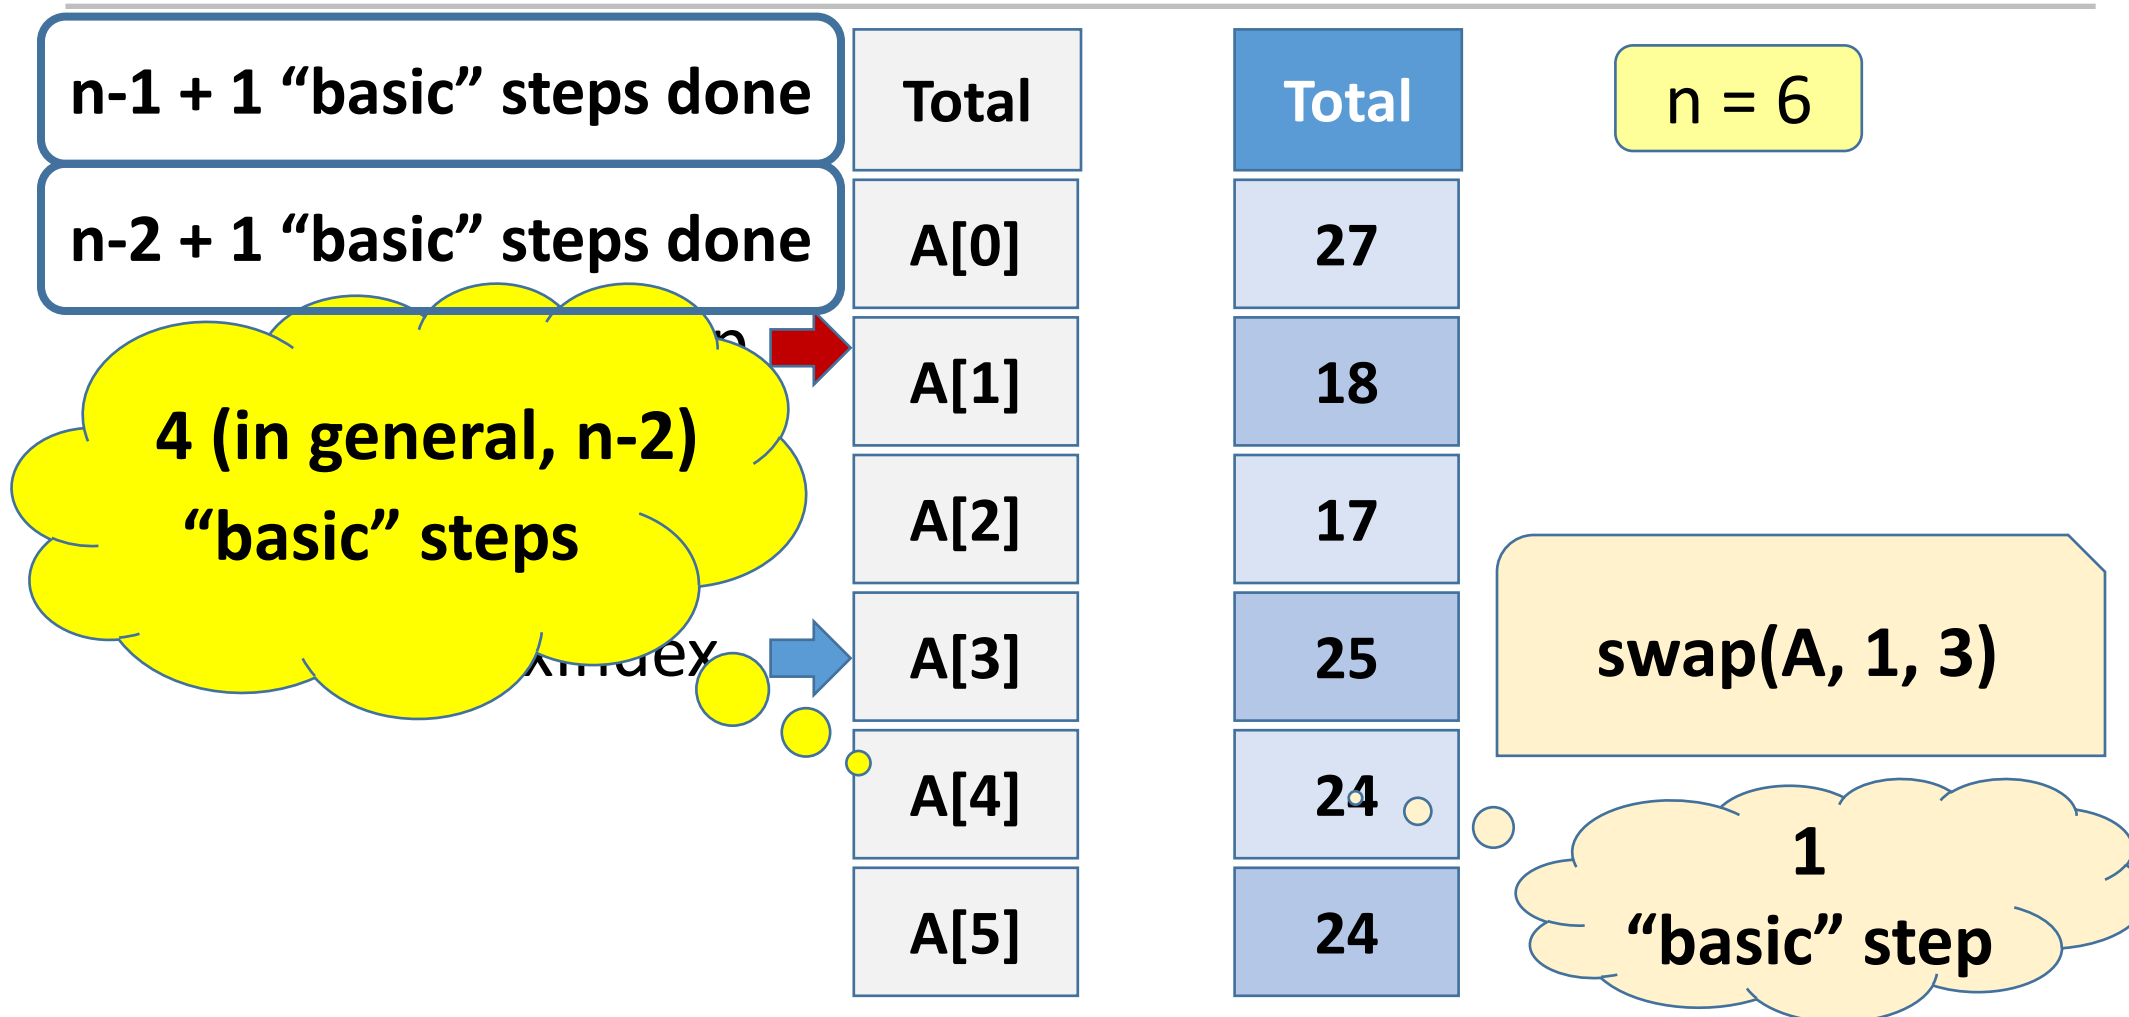 n-1 + 1 “basic” steps done
n-2 + 1 “basic” steps done
4 (in general, n-2)
“basic” steps
Total
A[0]
A[1]
A[2]
A[3]
A[4]
A[5]
Total
27
18
17
25
24
24
n = 6
swap(A, 1, 3)
1
“basic” step